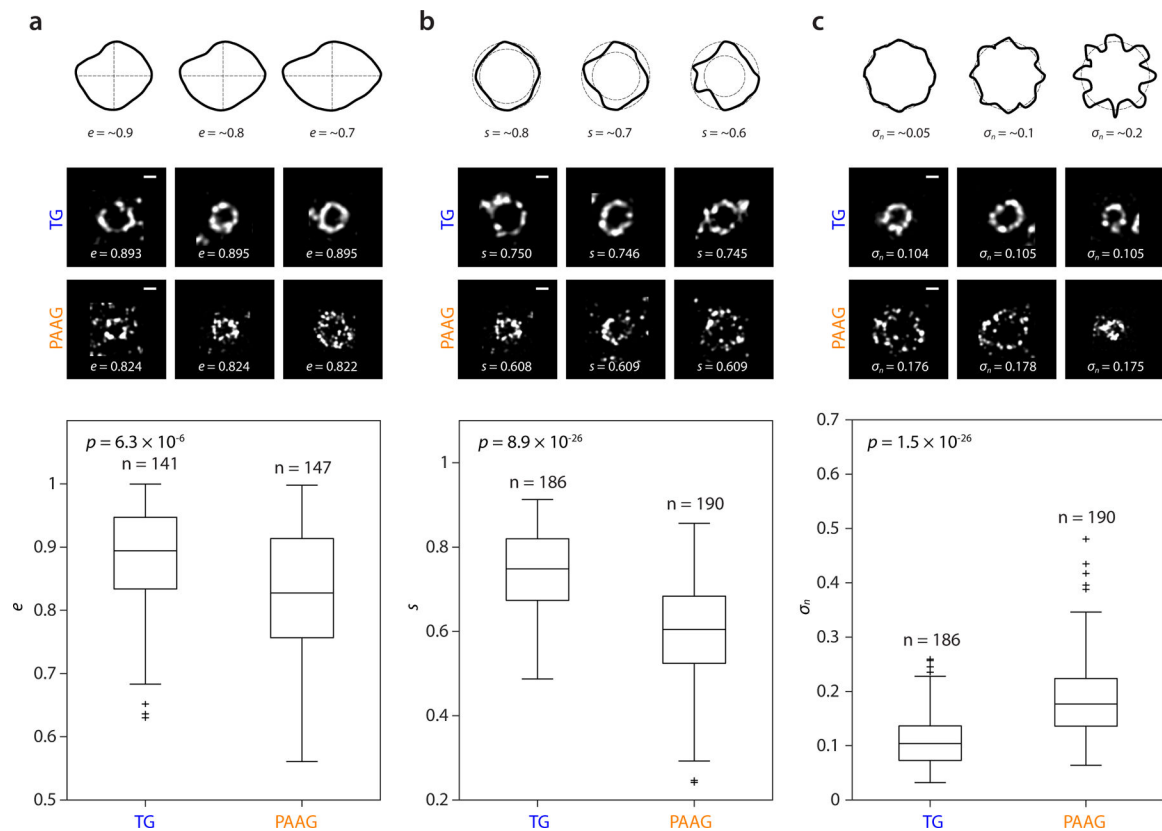 a
e = ~0.9
e = ~0.8
e = ~0.7
TG
e = 0.893
e = 0.895
e = 0.895
PAAG
e = 0.824
e = 0.824
e = 0.822
p = 6.3 × 10⁻⁶
n = 141
n = 147
1
0.9
0.8
0.7
0.6
0.5
e
TG
PAAG
b
s = ~0.8
s = ~0.7
s = ~0.6
TG
s = 0.750
s = 0.746
s = 0.745
PAAG
s = 0.608
s = 0.609
s = 0.609
p = 8.9 × 10⁻²⁶
n = 186
n = 190
1
0.8
0.6
0.4
0.2
s
TG
PAAG
c
σₙ = ~0.05
σₙ = ~0.1
σₙ = ~0.2
TG
σₙ = 0.104
σₙ = 0.105
σₙ = 0.105
PAAG
σₙ = 0.176
σₙ = 0.178
σₙ = 0.175
p = 1.5 × 10⁻²⁶
n = 186
n = 190
0.7
0.6
0.5
0.4
0.3
0.2
0.1
0
σₙ
TG
PAAG